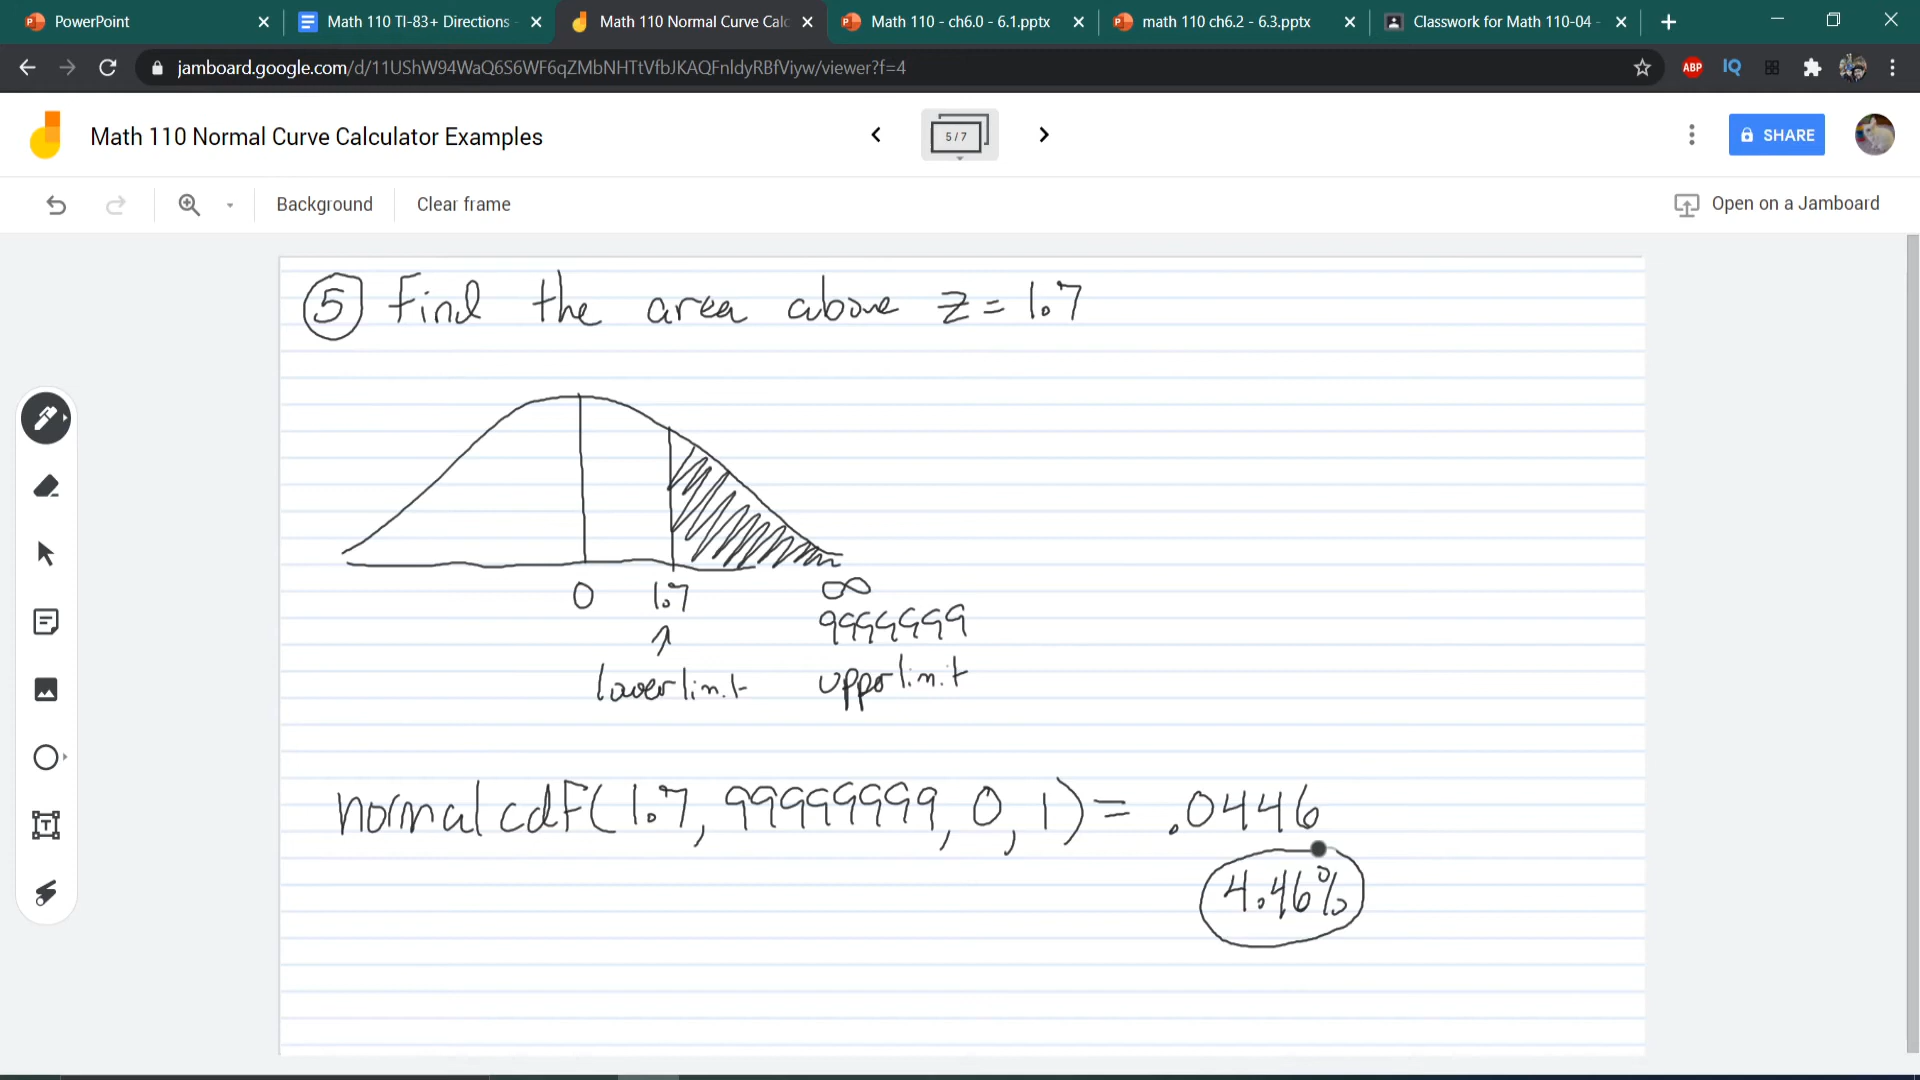 PowerPoint
Math 110 TI-83+ Directions -
Math 110 Normal Curve Calc
Math 110 - ch6.0 - 6.1.pptx
math 110 ch6.2 - 6.3.pptx
Classwork for Math 110-04 -
jamboard.google.com/d/11UShW94WaQ6S6WF6qZMbNHTtVfbJKAQFnldyRBfViyw/viewer?f=4
ABP
IQ
Math 110 Normal Curve Calculator Examples
5 / 7
SHARE
Background
Clear frame
Open on a Jamboard
5 Find the area above z = 1.7
0 1.7 ∞
9999999
lower limit upper limit
normalcdf(1.7, 99999999, 0, 1) = .0446
4.46%